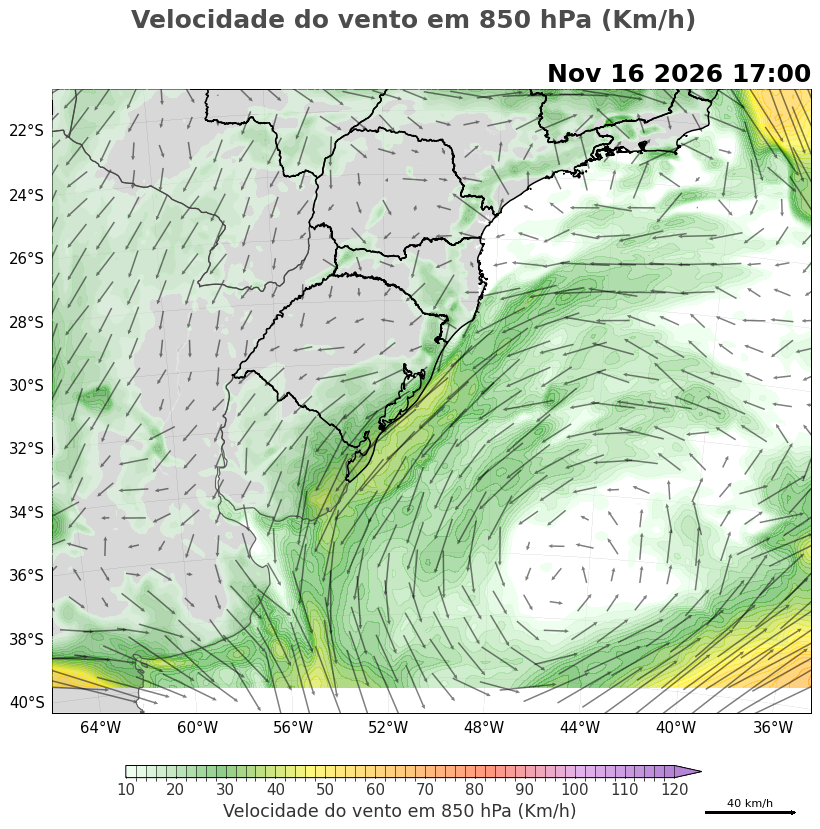 Velocidade do vento em 850 hPa (Km/h)
Nov 16 2026 17:00
22°S
24°S
26°S
28°S
30°S
32°S
34°S
36°S
38°S
40°S
64°W 60°W 56°W 52°W 48°W 44°W 40°W 36°W
10 20 30 40 50 60 70 80 90 100 110 120
Velocidade do vento em 850 hPa (Km/h)
40 km/h